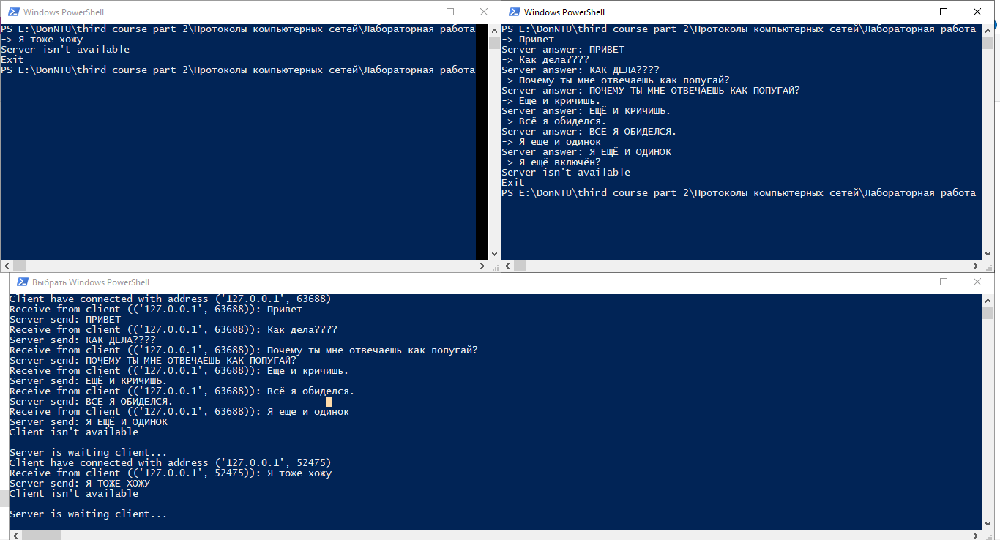 Windows PowerShell
PS E:\DonNTU\third course part 2\Протоколы компьютерных сетей\Лабораторная работа
-> Я тоже хожу
Server isn't available
Exit
PS E:\DonNTU\third course part 2\Протоколы компьютерных сетей\Лабораторная работа
Windows PowerShell
PS E:\DonNTU\third course part 2\Протоколы компьютерных сетей\Лабораторная работа
-> Привет
Server answer: ПРИВЕТ
-> Как дела????
Server answer: КАК ДЕЛА????
-> Почему ты мне отвечаешь как попугай?
Server answer: ПОЧЕМУ ТЫ МНЕ ОТВЕЧАЕШЬ КАК ПОПУГАЙ?
-> Ещё и кричишь.
Server answer: ЕЩЁ И КРИЧИШЬ.
-> Всё я обиделся.
Server answer: ВСЁ Я ОБИДЕЛСЯ.
-> Я ещё и одинок
Server answer: Я ЕЩЁ И ОДИНОК
-> Я ещё включён?
Server isn't available
Exit
PS E:\DonNTU\third course part 2\Протоколы компьютерных сетей\Лабораторная работа
Выбрать Windows PowerShell
Client have connected with address ('127.0.0.1', 63688)
Receive from client (('127.0.0.1', 63688)): Привет
Server send: ПРИВЕТ
Receive from client (('127.0.0.1', 63688)): Как дела????
Server send: КАК ДЕЛА????
Receive from client (('127.0.0.1', 63688)): Почему ты мне отвечаешь как попугай?
Server send: ПОЧЕМУ ТЫ МНЕ ОТВЕЧАЕШЬ КАК ПОПУГАЙ?
Receive from client (('127.0.0.1', 63688)): Ещё и кричишь.
Server send: ЕЩЁ И КРИЧИШЬ.
Receive from client (('127.0.0.1', 63688)): Всё я обиделся.
Server send: ВСЁ Я ОБИДЕЛСЯ.
Receive from client (('127.0.0.1', 63688)): Я ещё и одинок
Server send: Я ЕЩЁ И ОДИНОК
Client isn't available
Server is waiting client...
Client have connected with address ('127.0.0.1', 52475)
Receive from client (('127.0.0.1', 52475)): Я тоже хожу
Server send: Я ТОЖЕ ХОЖУ
Client isn't available
Server is waiting client...